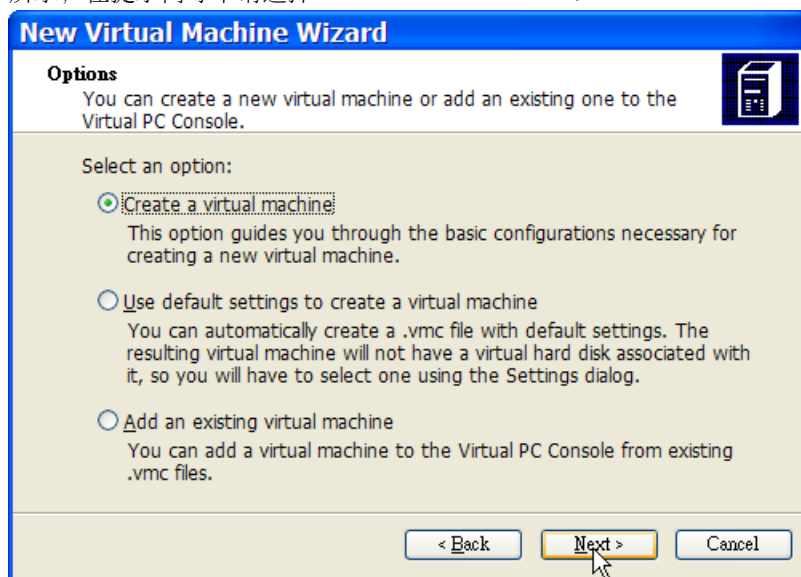 New Virtual Machine Wizard
Options
You can create a new virtual machine or add an existing one to the
Virtual PC Console.
Select an option:
Create a virtual machine
This option guides you through the basic configurations necessary for
creating a new virtual machine.
Use default settings to create a virtual machine
You can automatically create a .vmc file with default settings. The
resulting virtual machine will not have a virtual hard disk associated with
it, so you will have to select one using the Settings dialog.
Add an existing virtual machine
You can add a virtual machine to the Virtual PC Console from existing
.vmc files.
< Back
Next >
Cancel